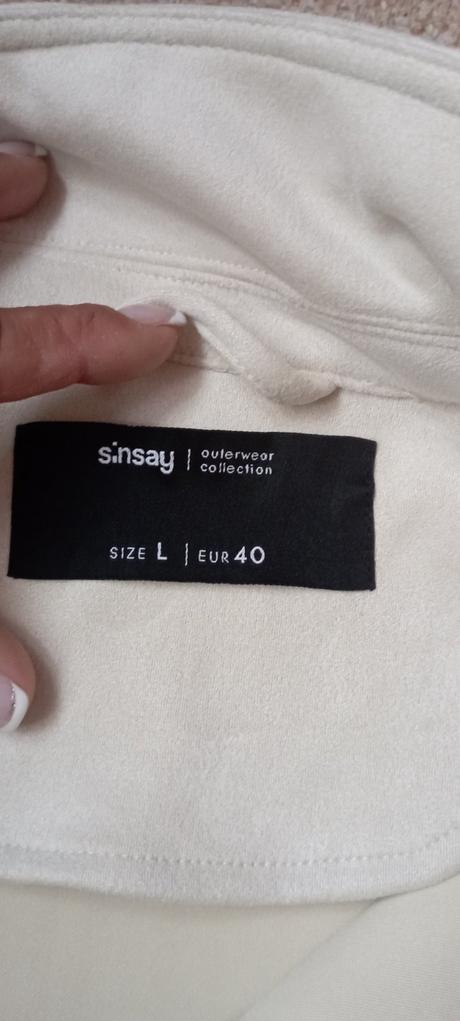 sinsay | outerwear
collection
SIZE L | EUR 40